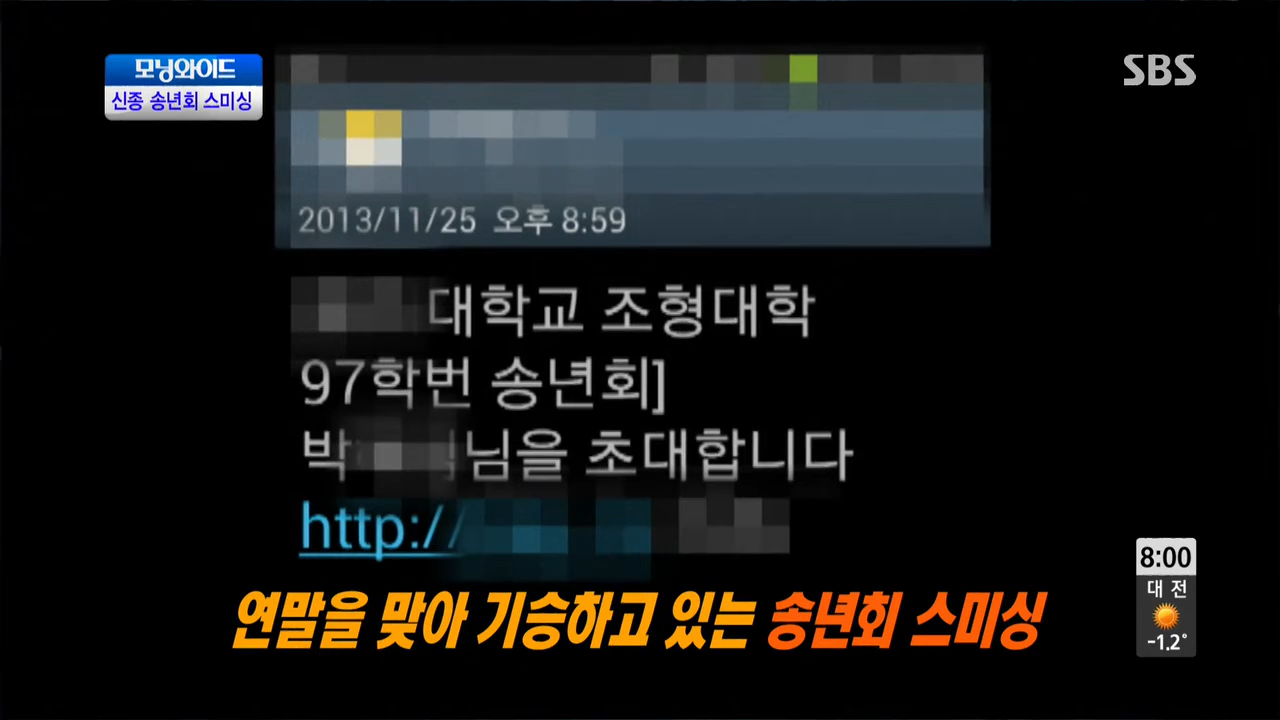 모닝와이드
신종 송년회 스미싱
SBS
2013/11/25 오후 8:59
대학교 조형대학
97학번 송년회]
박 님을 초대합니다
http://
연말을 맞아 기승하고 있는 송년회 스미싱
8:00
대 전
-1.2°